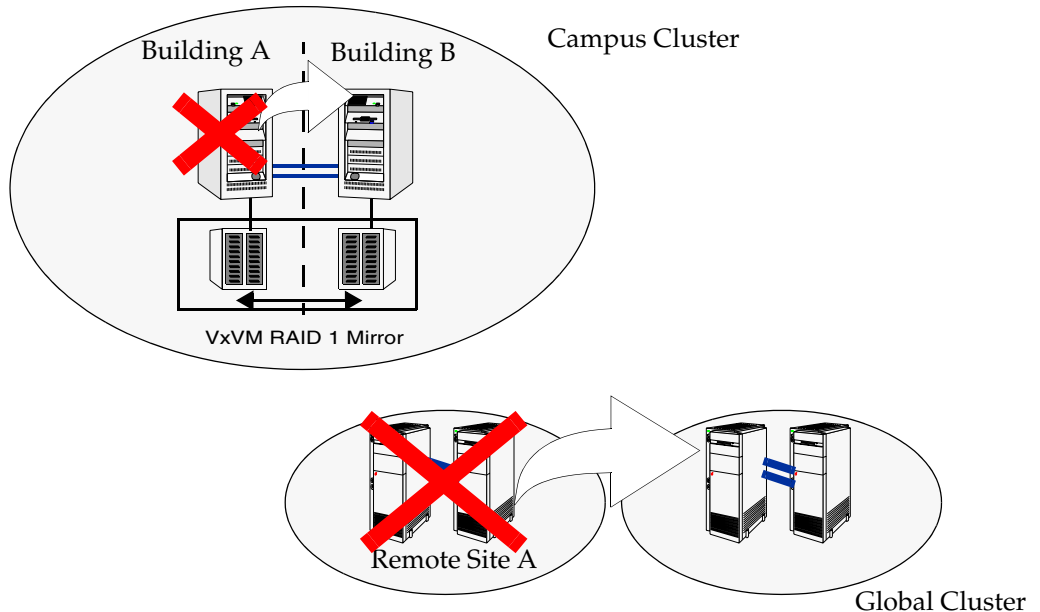 Campus Cluster
Building A
Building B
VxVM RAID 1 Mirror
Remote Site A
Global Cluster